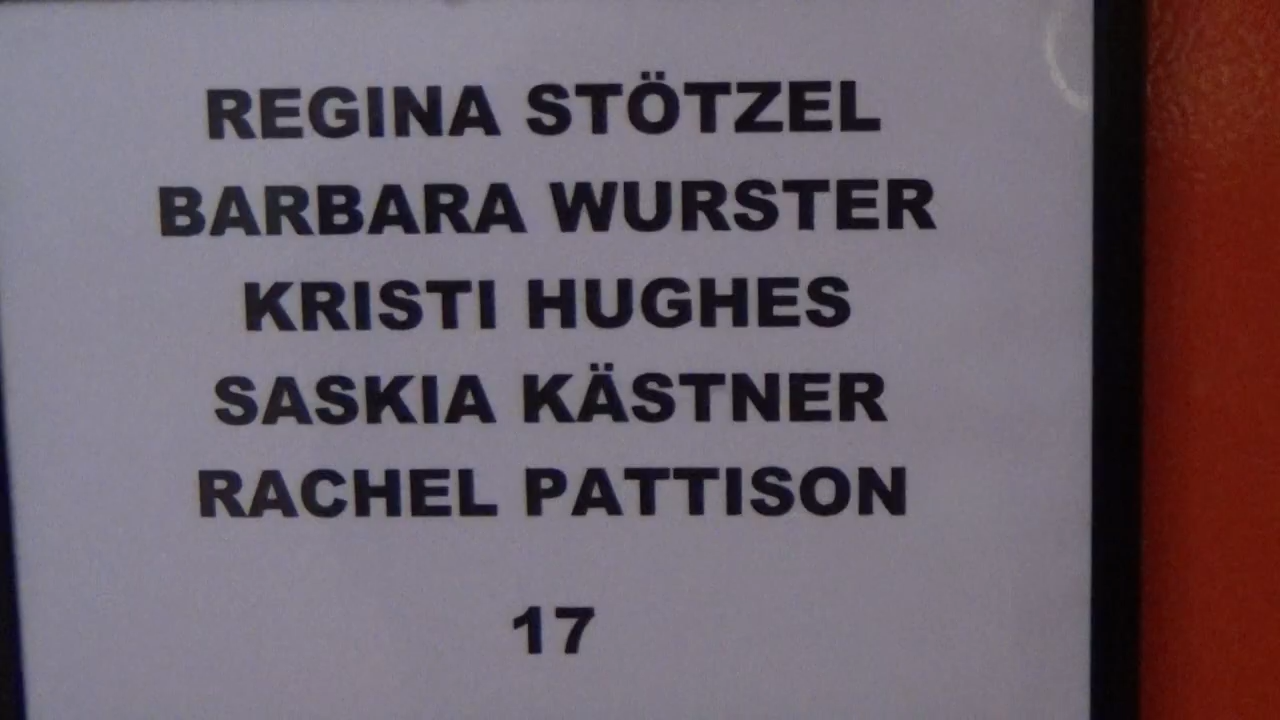 REGINA STÖTZEL
BARBARA WURSTER
KRISTI HUGHES
SASKIA KÄSTNER
RACHEL PATTISON
17